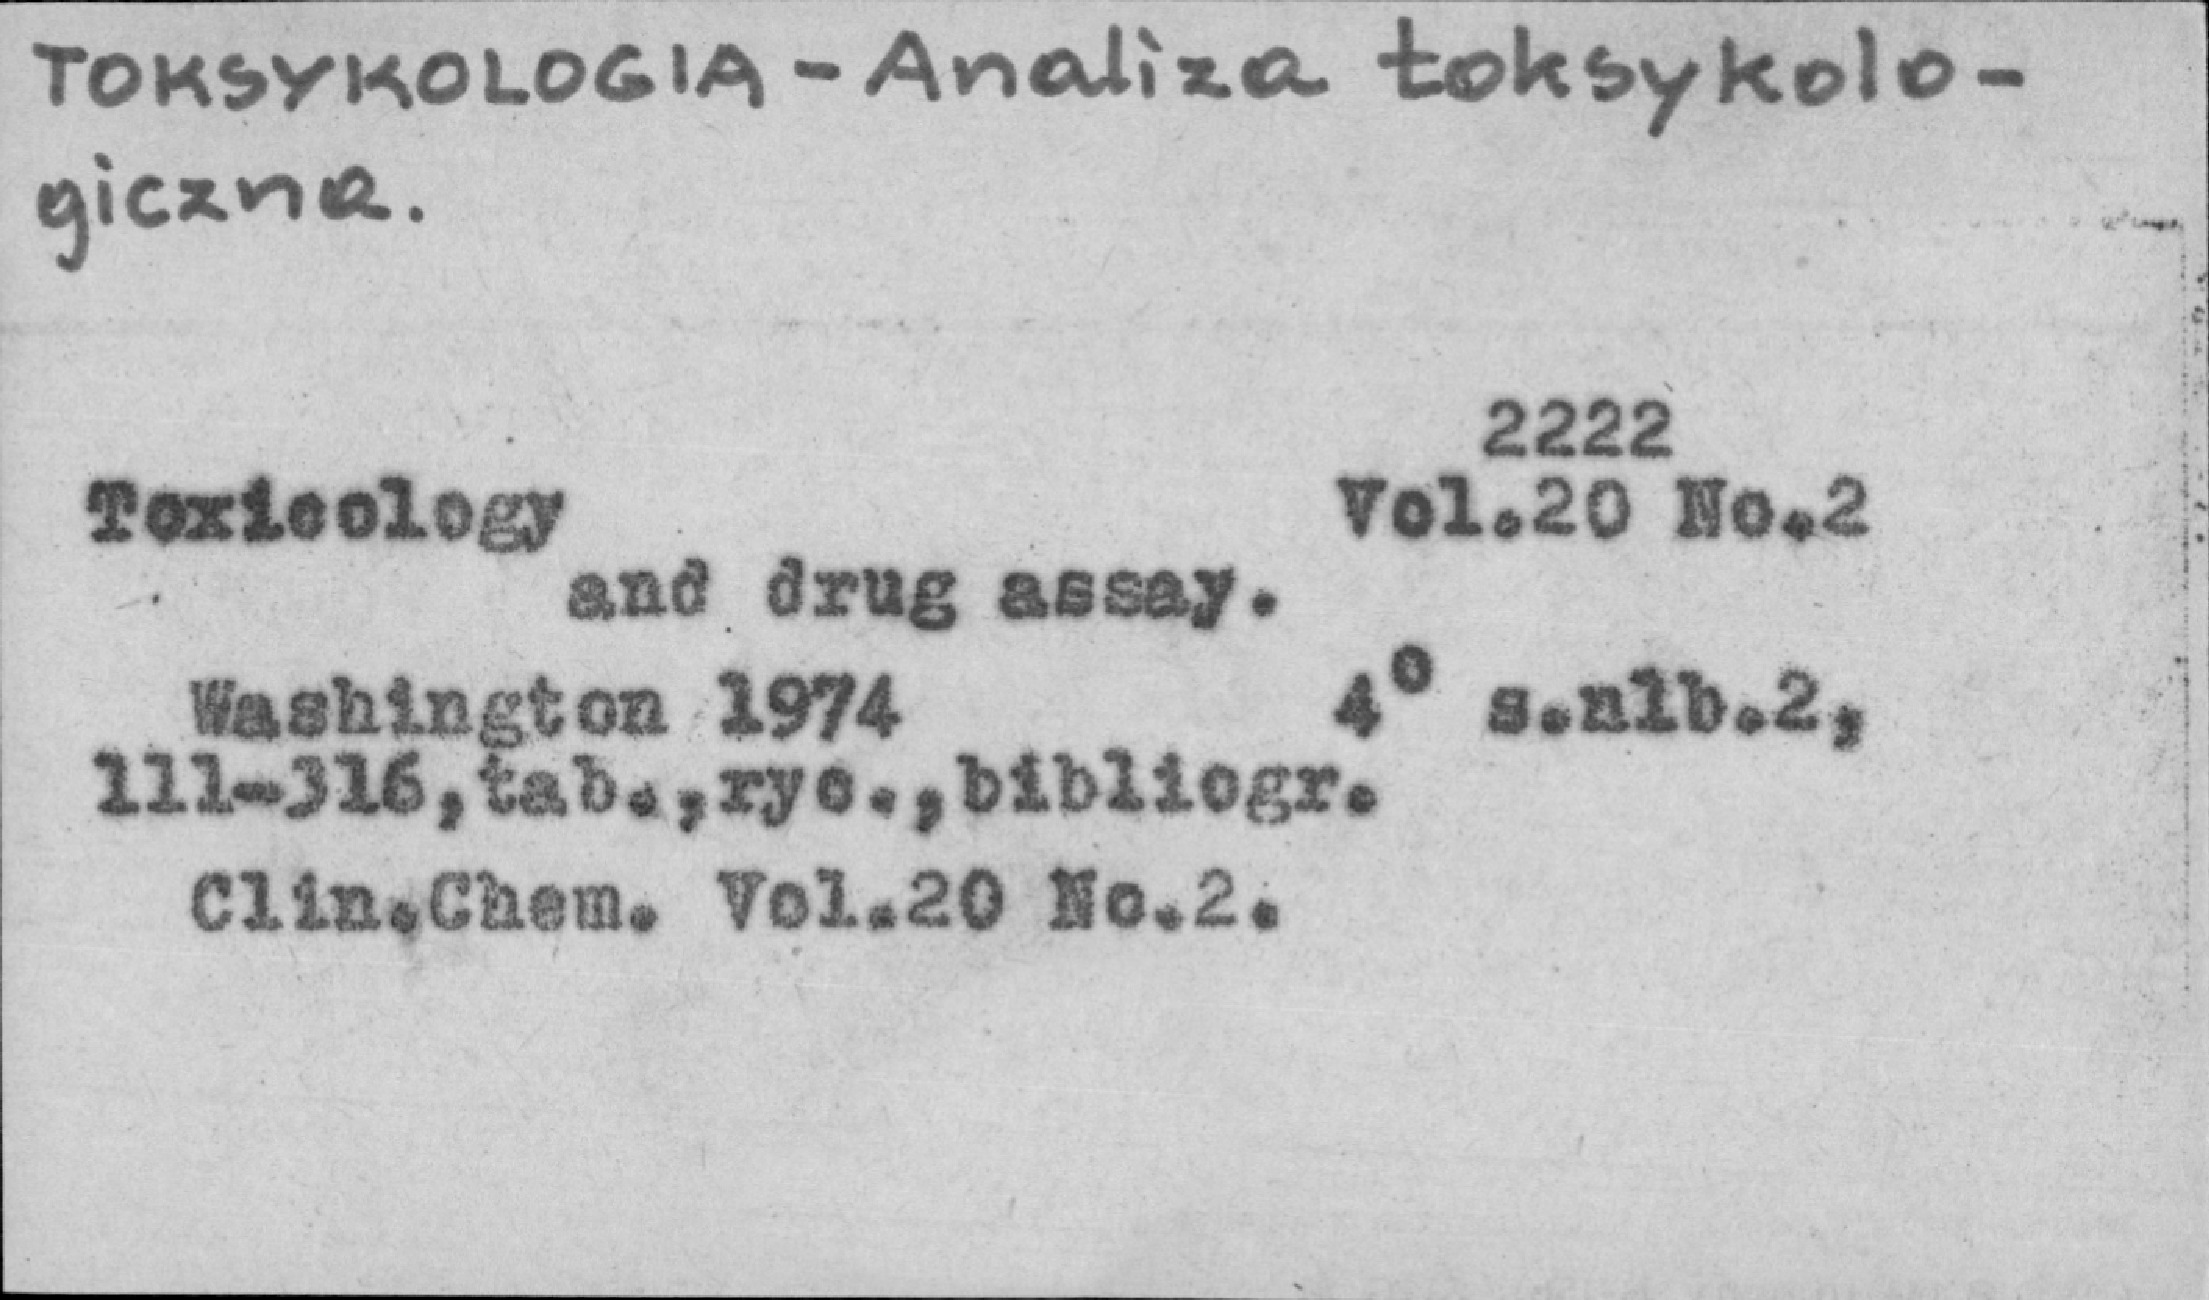 TOKSYKOLOGIA - Analiza toksykolo-
giczna.
2222
Toxicology Vol.20 No.2
and drug assay.
Washington 1974 4° s.nlb.2,
111-316,tab.,ryc.,bibliogr.
Clin.Chem. Vol.20 No.2.